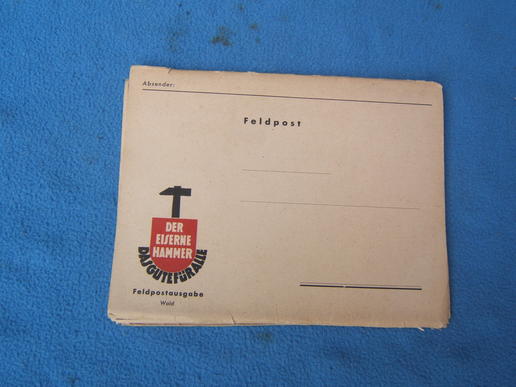 Absender:
Feldpost
DER
EISERNE
HAMMER
DAS GUTE FÜR ALLE
Feldpostausgabe
Wald